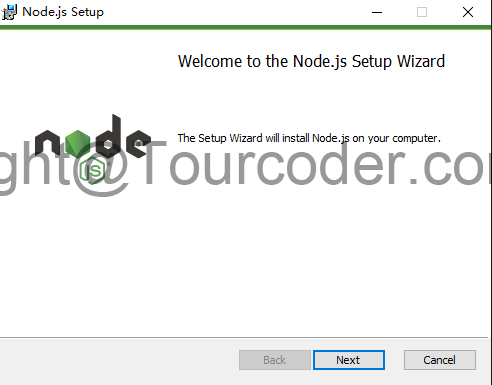 Node.js Setup
Welcome to the Node.js Setup Wizard
node
JS
The Setup Wizard will install Node.js on your computer.
ght@Tourcoder.co
Back
Next
Cancel